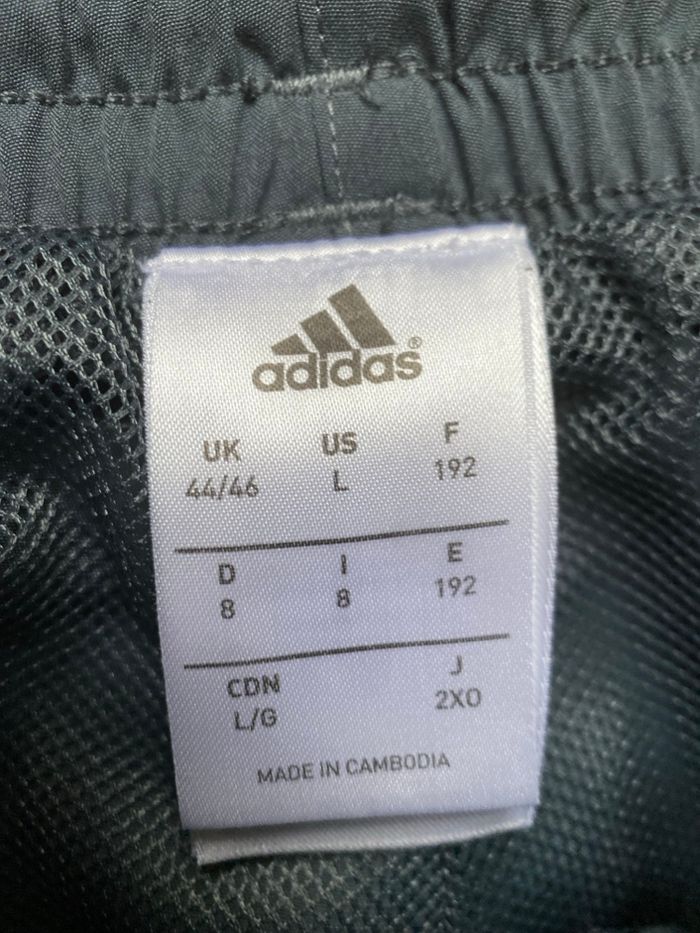 adidas®
UK US F
44/46 L 192
D I E
8 8 192
CDN J
L/G 2XO
MADE IN CAMBODIA